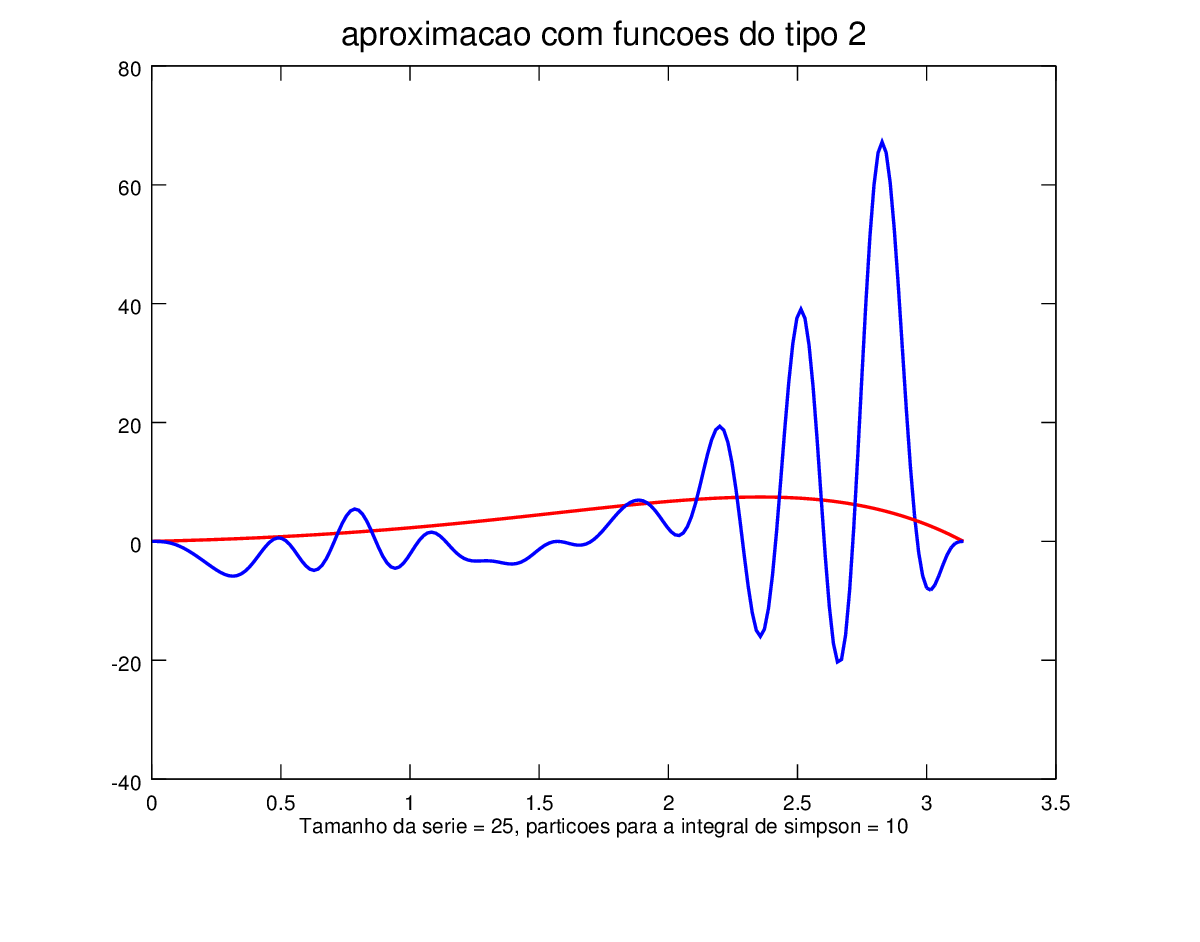 aproximacao com funcoes do tipo 2
80
60
40
20
0
-20
-40
0 0.5 1 1.5 2 2.5 3 3.5
Tamanho da serie = 25, particoes para a integral de simpson = 10